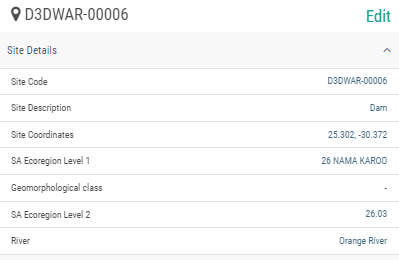 D3DWAR-00006 Edit
Site Details
Site Code D3DWAR-00006
Site Description Dam
Site Coordinates 25.302, -30.372
SA Ecoregion Level 1 26 NAMA KAROO
Geomorphological class -
SA Ecoregion Level 2 26.03
River Orange River